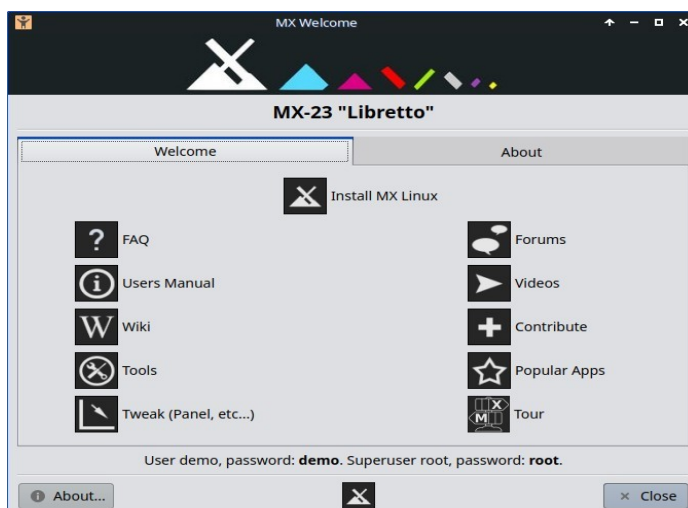 MX Welcome
MX-23 "Libretto"
Welcome
About
Install MX Linux
FAQ
Forums
Users Manual
Videos
Wiki
Contribute
Tools
Popular Apps
Tweak (Panel, etc...)
Tour
User demo, password: demo. Superuser root, password: root.
About...
Close